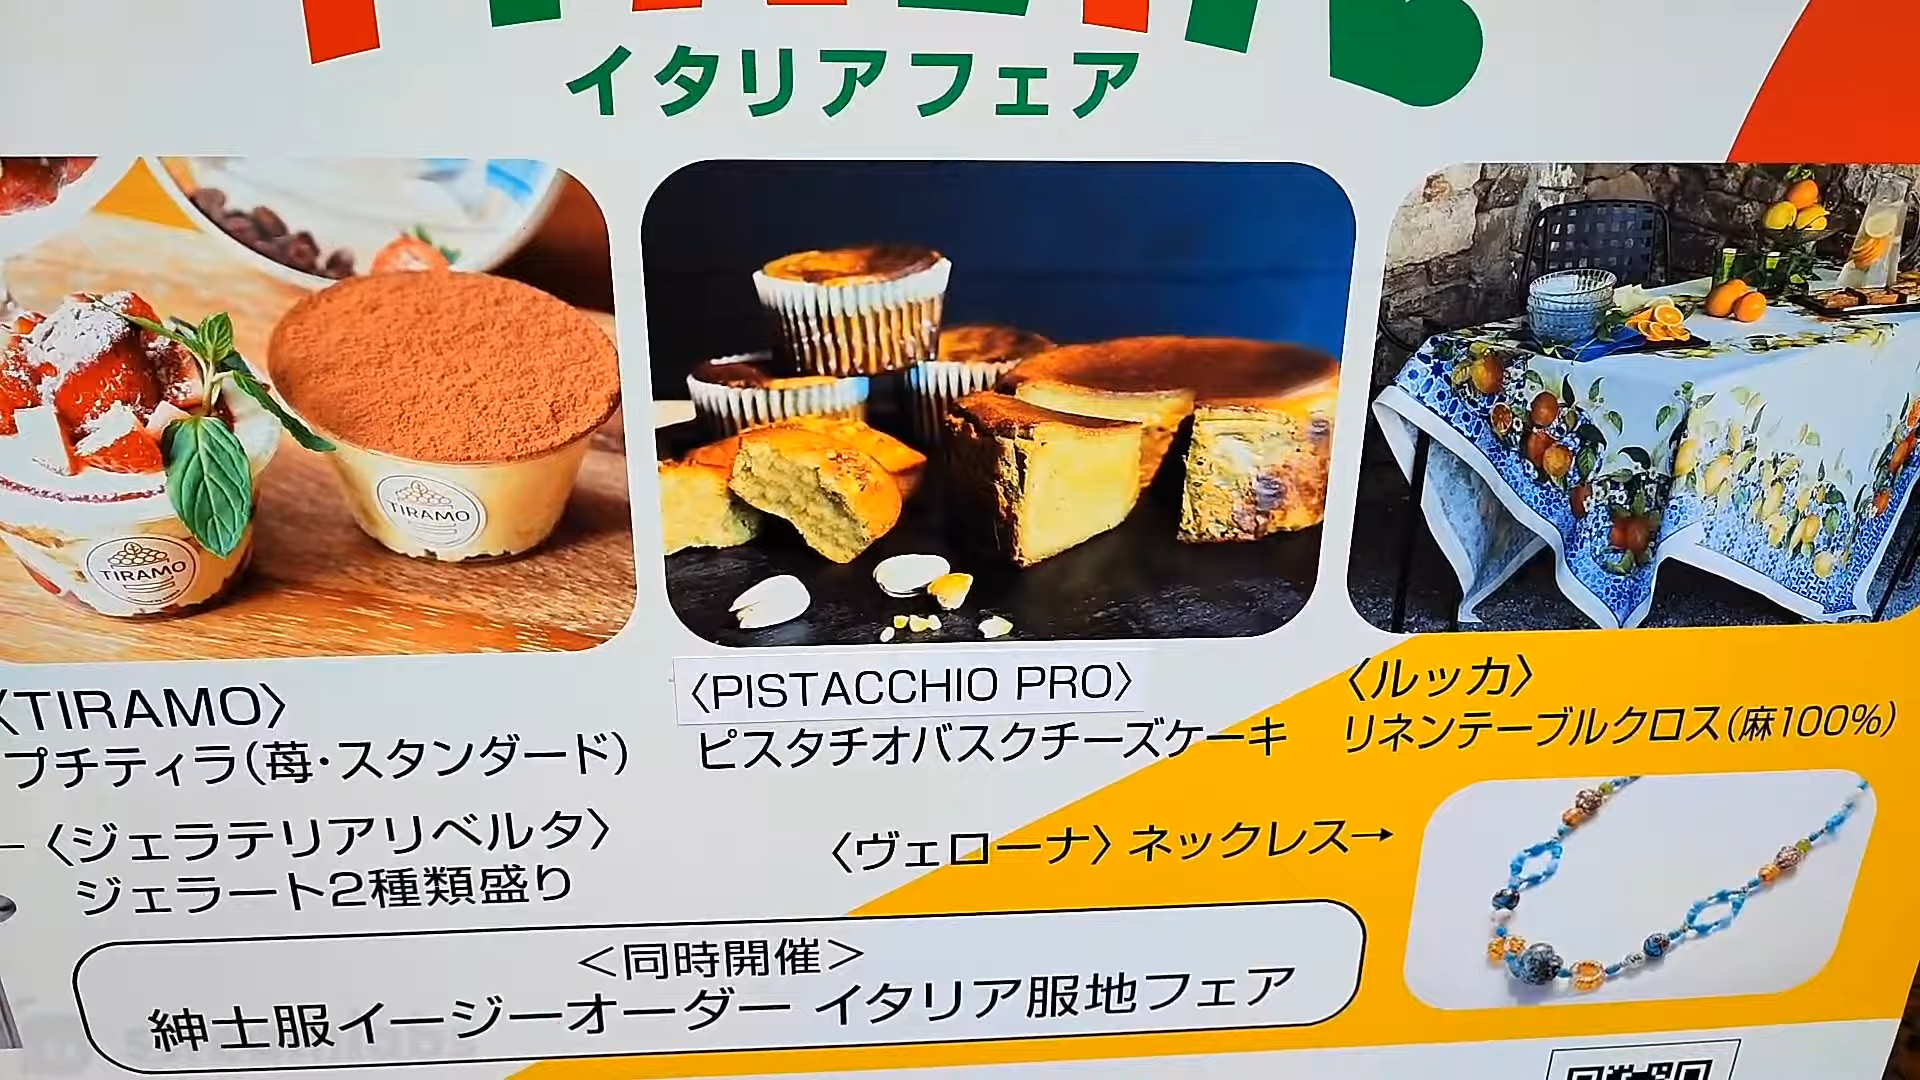 イタリアフェア
TIRAMO
TIRAMO
〈TIRAMO〉
プチティラ(苺・スタンダード)
〈PISTACCHIO PRO〉
ピスタチオバスクチーズケーキ
〈ルッカ〉
リネンテーブルクロス(麻100%)
〈ジェラテリアリベルタ〉
ジェラート2種類盛り
〈ヴェローナ〉ネックレス→
＜同時開催＞
紳士服イージーオーダー イタリア服地フェア